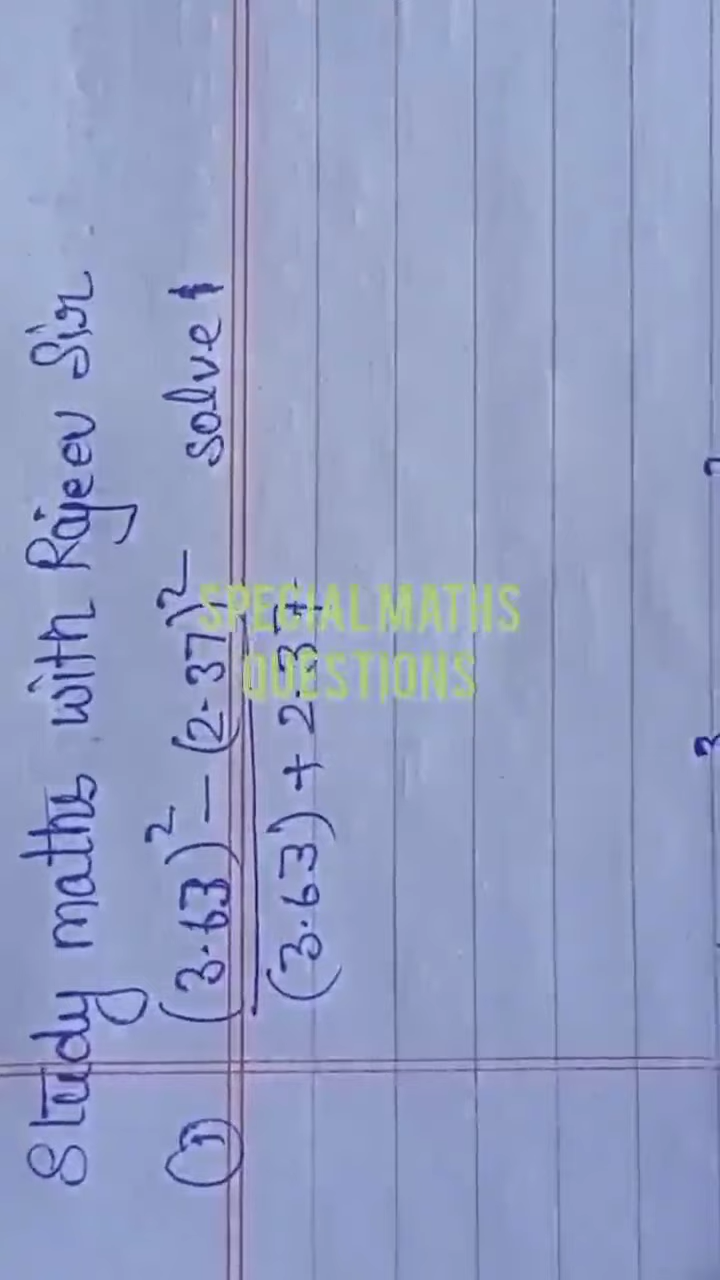 Study maths with Rajeev Sir
① (3.63)² - (2.37)² solve
(3.63) + 2.37
SPECIAL MATHS
QUESTIONS